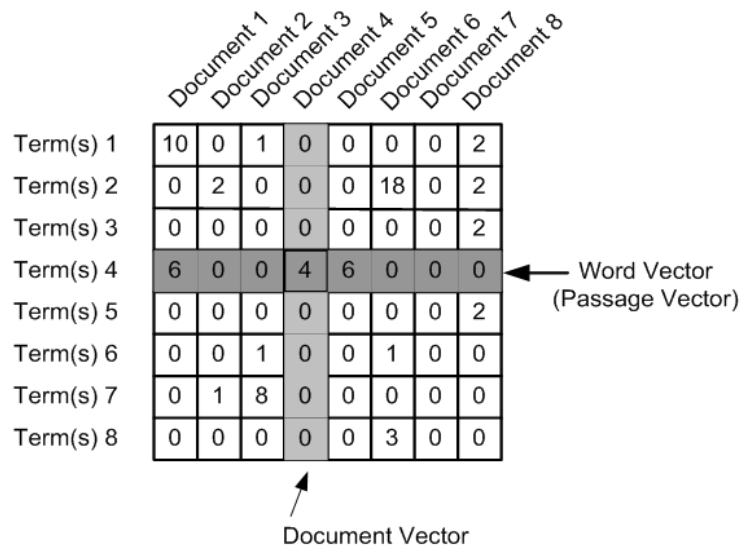 Document 1
Document 2
Document 3
Document 4
Document 5
Document 6
Document 7
Document 8
Term(s) 1 10 0 1 0 0 0 0 2
Term(s) 2 0 2 0 0 0 18 0 2
Term(s) 3 0 0 0 0 0 0 0 2
Term(s) 4 6 0 0 4 6 0 0 0
Word Vector
(Passage Vector)
Term(s) 5 0 0 0 0 0 0 0 2
Term(s) 6 0 0 1 0 0 1 0 0
Term(s) 7 0 1 8 0 0 0 0 0
Term(s) 8 0 0 0 0 0 3 0 0
Document Vector